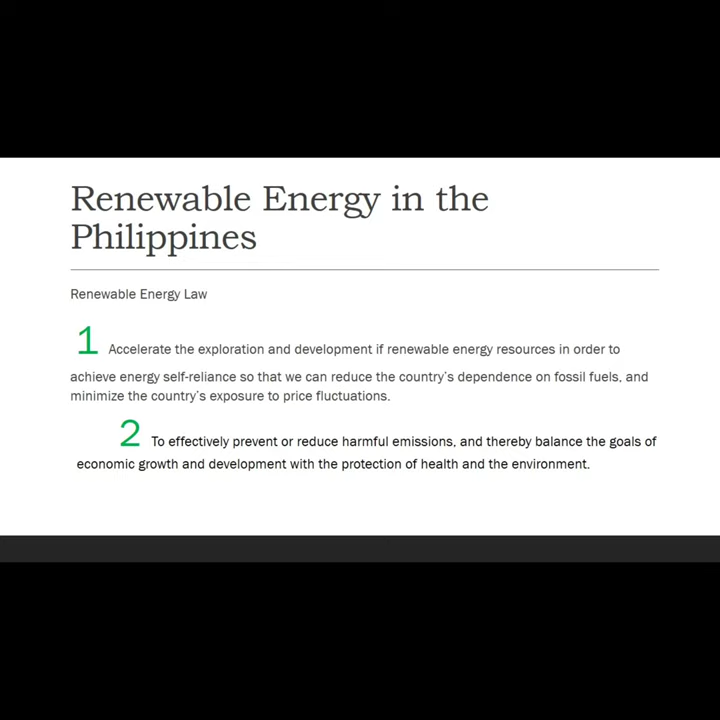 Renewable Energy in the
Philippines
Renewable Energy Law
1 Accelerate the exploration and development if renewable energy resources in order to
achieve energy self-reliance so that we can reduce the country's dependence on fossil fuels, and
minimize the country's exposure to price fluctuations.
2 To effectively prevent or reduce harmful emissions, and thereby balance the goals of
economic growth and development with the protection of health and the environment.